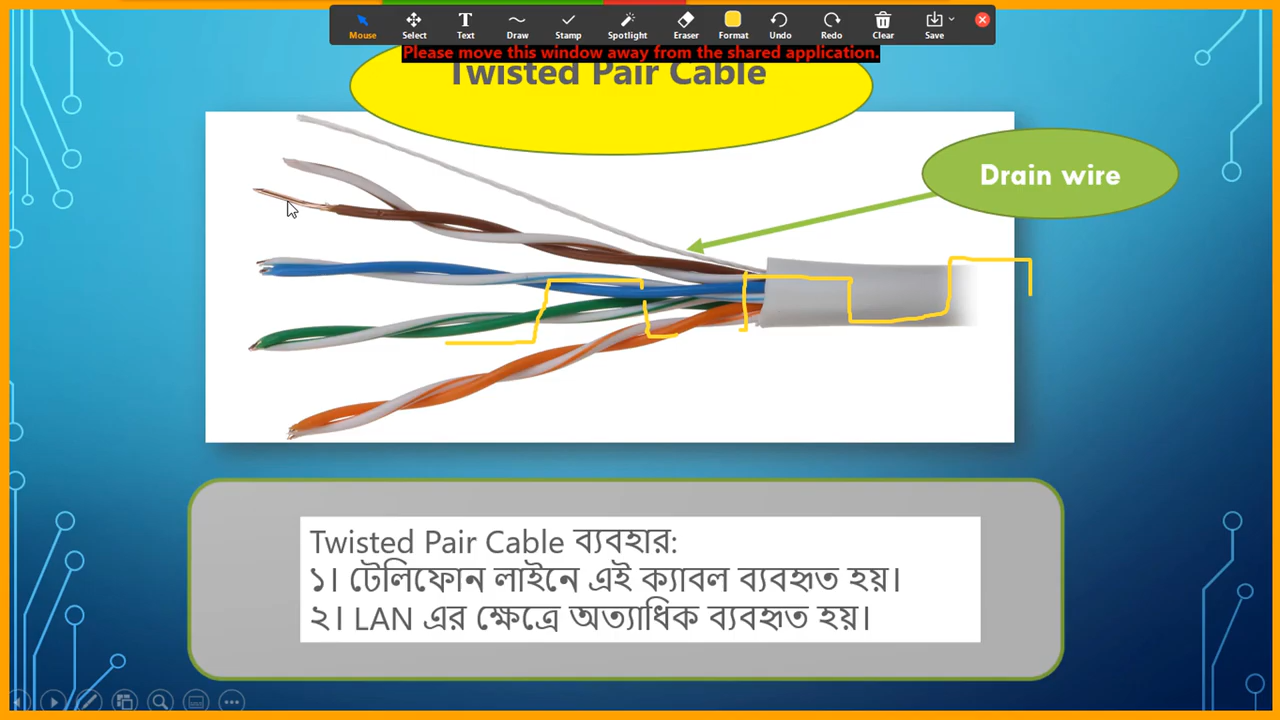 Mouse Select Text Draw Stamp Spotlight Eraser Format Undo Redo Clear Save
Please move this window away from the shared application.
Twisted Pair Cable
Drain wire
Twisted Pair Cable ব্যবহার:
১। টেলিফোন লাইনে এই ক্যাবল ব্যবহৃত হয়।
২। LAN এর ক্ষেত্রে অত্যাধিক ব্যবহৃত হয়।